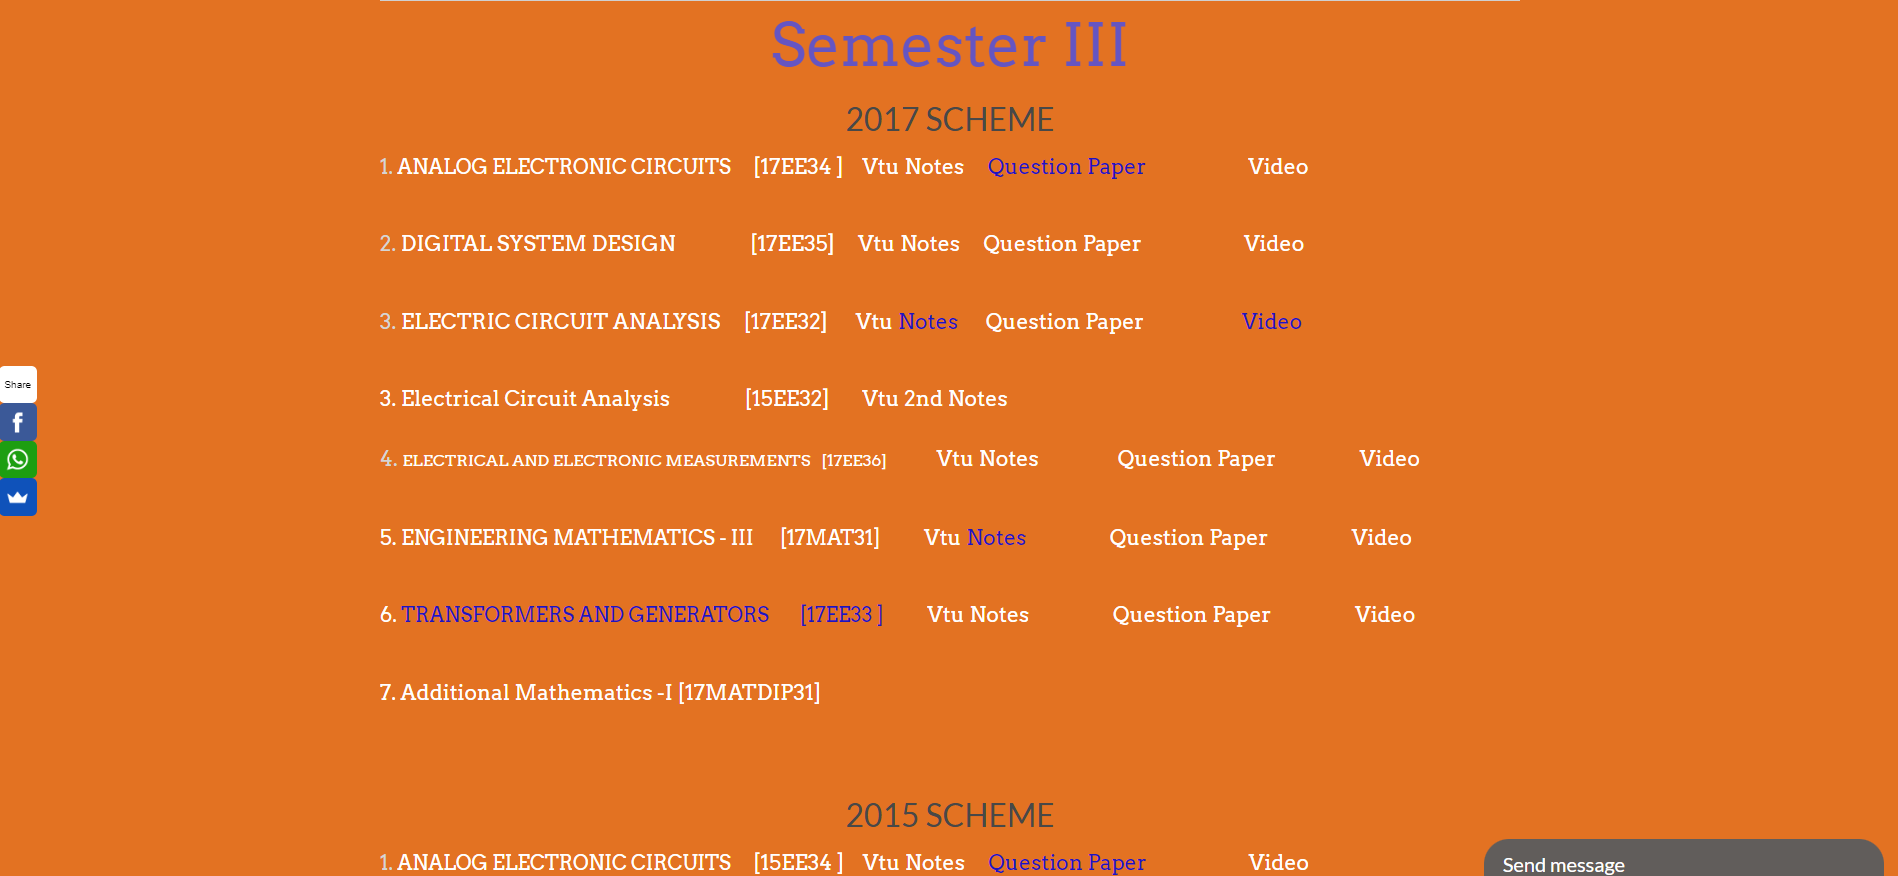 Semester III
2017 SCHEME
1. ANALOG ELECTRONIC CIRCUITS [17EE34 ] Vtu Notes Question Paper Video
2. DIGITAL SYSTEM DESIGN [17EE35] Vtu Notes Question Paper Video
3. ELECTRIC CIRCUIT ANALYSIS [17EE32] Vtu Notes Question Paper Video
Share
3. Electrical Circuit Analysis [15EE32] Vtu 2nd Notes
4. ELECTRICAL AND ELECTRONIC MEASUREMENTS [17EE36] Vtu Notes Question Paper Video
5. ENGINEERING MATHEMATICS - III [17MAT31] Vtu Notes Question Paper Video
6. TRANSFORMERS AND GENERATORS [17EE33 ] Vtu Notes Question Paper Video
7. Additional Mathematics -I [17MATDIP31]
2015 SCHEME
1. ANALOG ELECTRONIC CIRCUITS [15EE34 ] Vtu Notes Question Paper Video
Send message